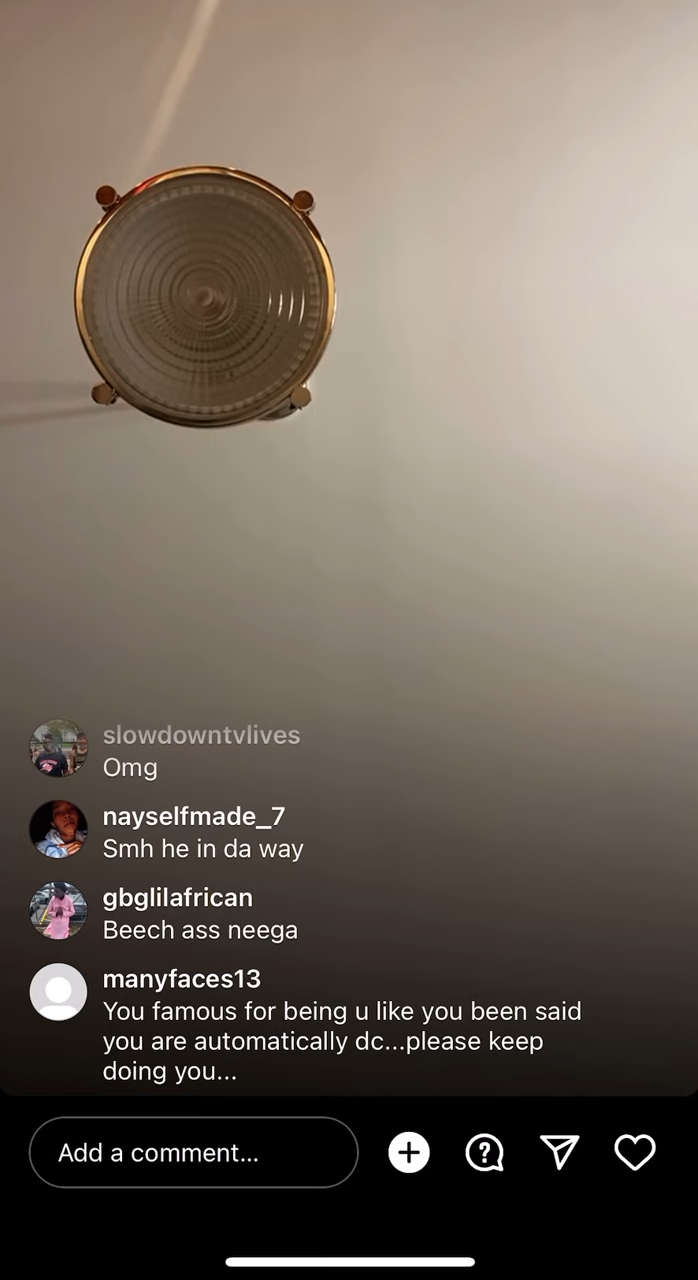 slowdowntvlives
Omg
nayselfmade_7
Smh he in da way
gbglilafrican
Beech ass neega
manyfaces13
You famous for being u like you been said
you are automatically dc...please keep
doing you...
Add a comment...